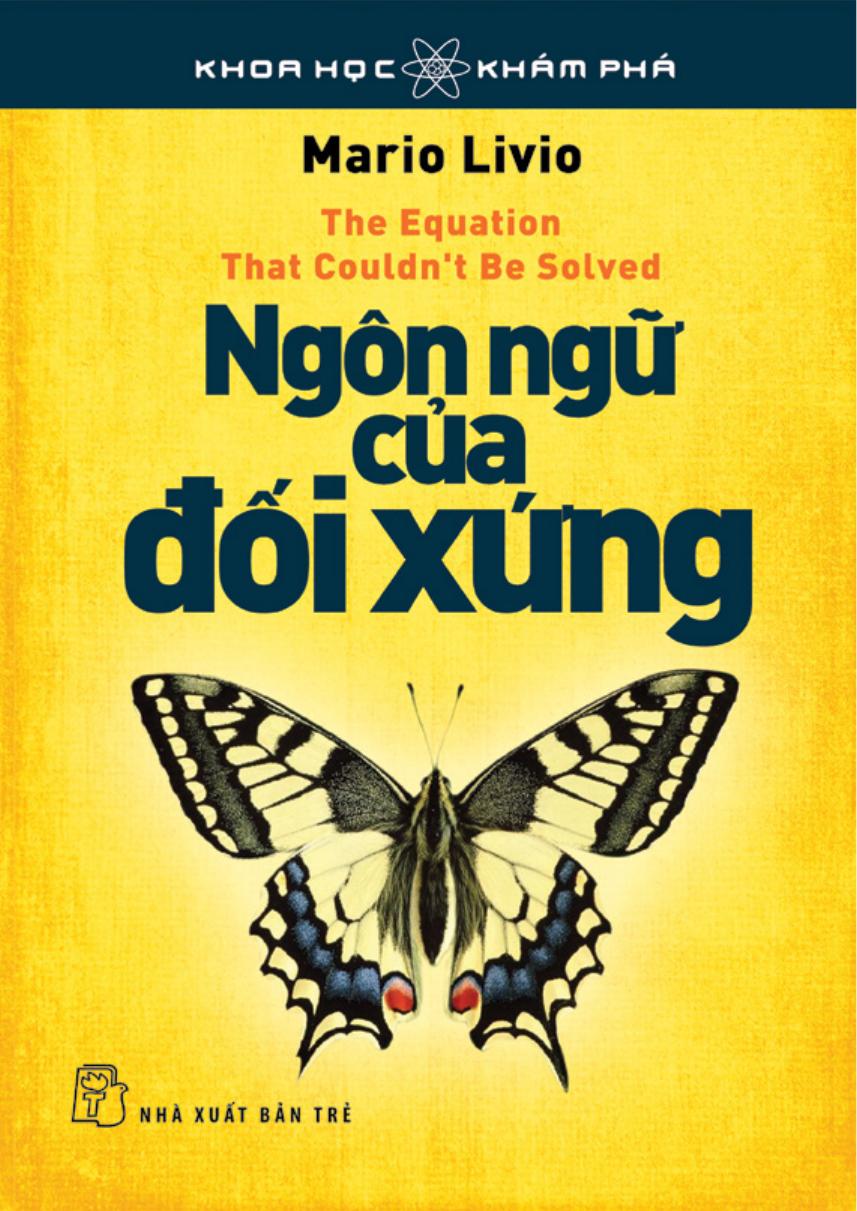 KHOA HỌC KHÁM PHÁ
Mario Livio
The Equation
That Couldn't Be Solved
Ngôn ngữ
của
đối xứng
T
NHÀ XUẤT BẢN TRẺ